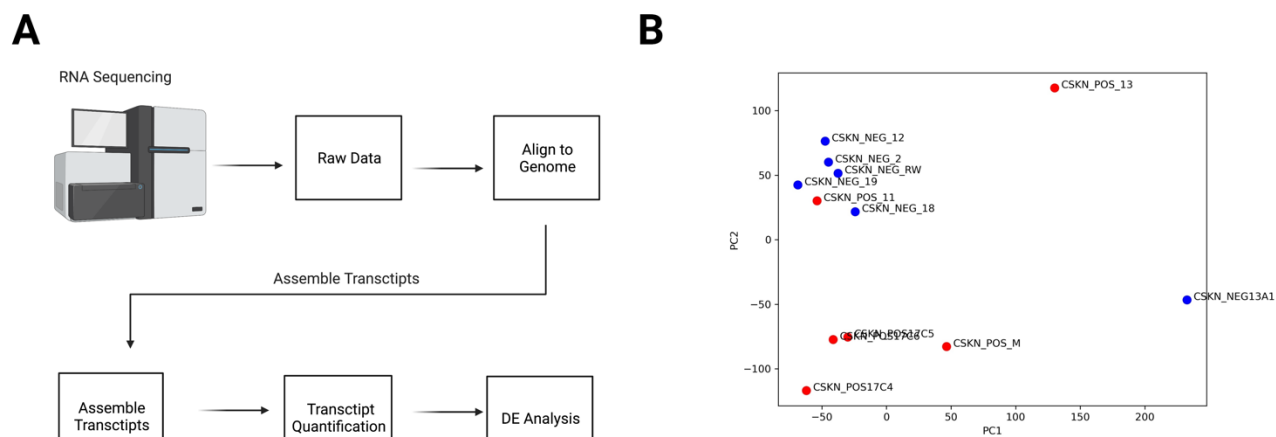 A
B
RNA Sequencing
Raw Data
Align to
Genome
Assemble Transctipts
Assemble
Transctipts
Transctipt
Quantification
DE Analysis
CSKN_POS_13
CSKN_NEG_12
CSKN_NEG_2
CSKN_NEG_RW
CSKN_NEG_19
CSKN_POS_11
CSKN_NEG_18
CSKN_NEG13A1
CSKN_POS17C5
CSKN_POS17C6
CSKN_POS_M
CSKN_POS17C4
100
50
0
−50
−100
PC2
−50
0
50
100
150
200
PC1